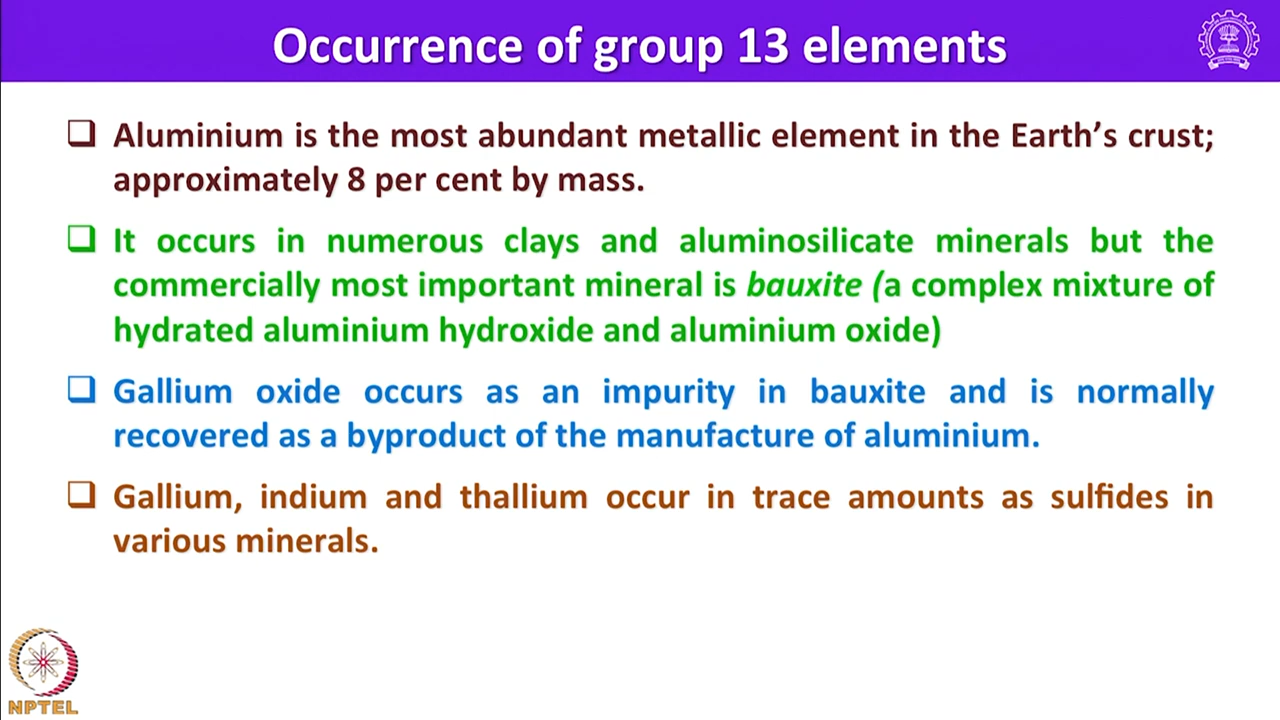 Occurrence of group 13 elements
❑ Aluminium is the most abundant metallic element in the Earth’s crust;
approximately 8 per cent by mass.
❑ It occurs in numerous clays and aluminosilicate minerals but the
commercially most important mineral is bauxite (a complex mixture of
hydrated aluminium hydroxide and aluminium oxide)
❑ Gallium oxide occurs as an impurity in bauxite and is normally
recovered as a byproduct of the manufacture of aluminium.
❑ Gallium, indium and thallium occur in trace amounts as sulfides in
various minerals.
NPTEL